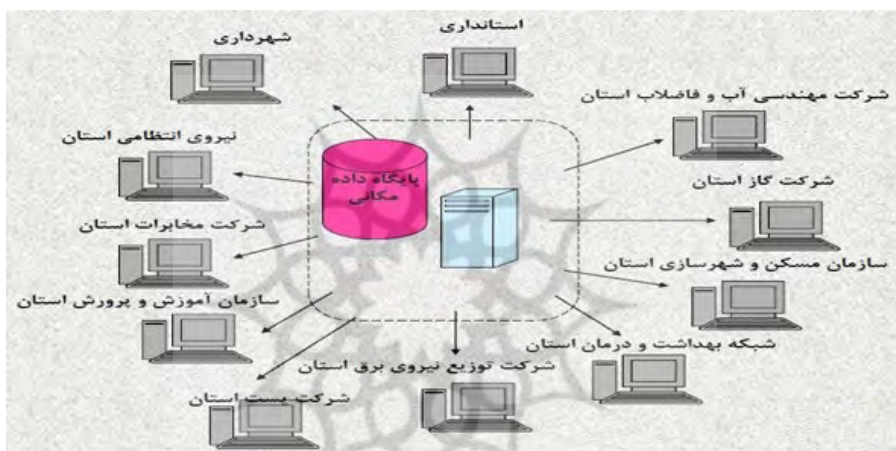 استانداری
شهرداری
شرکت مهندسی آب و فاضلاب استان
نیروی انتظامی استان
پایگاه داده
مکانی
شرکت گاز استان
شرکت مخابرات استان
سازمان مسکن و شهرسازی استان
سازمان آموزش و پرورش استان
شبکه بهداشت و درمان استان
شرکت توزیع نیروی برق استان
شرکت پست استان